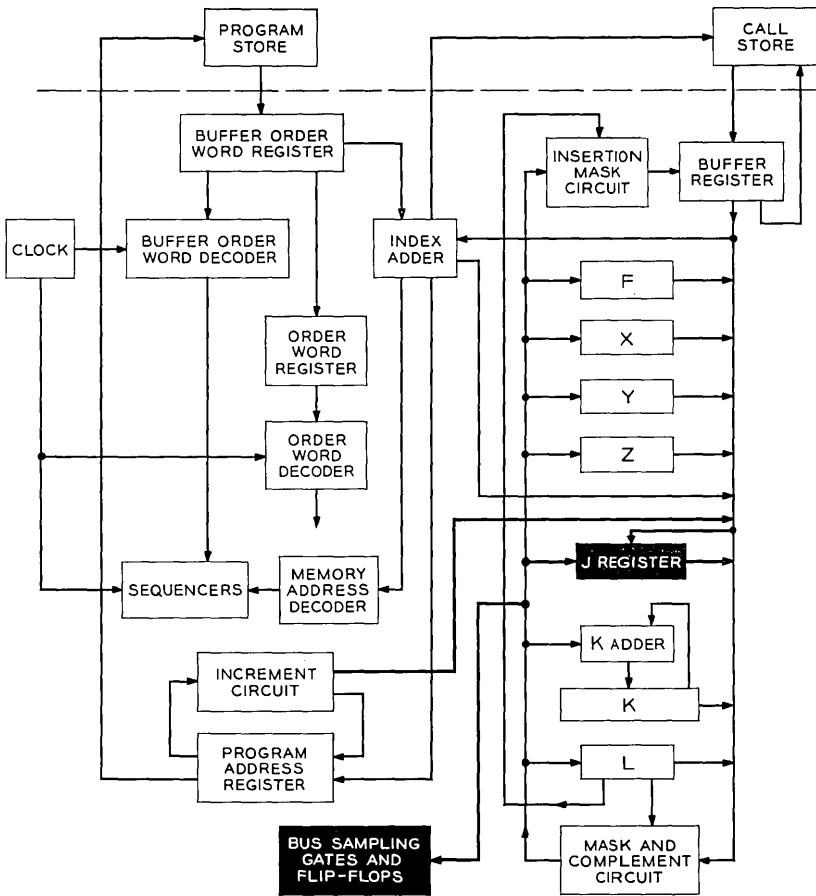 PROGRAM
STORE
CALL
STORE
BUFFER ORDER
WORD REGISTER
INSERTION
MASK
CIRCUIT
BUFFER
REGISTER
CLOCK
BUFFER ORDER
WORD DECODER
INDEX
ADDER
F
X
ORDER
WORD
REGISTER
Y
ORDER
WORD
DECODER
Z
J REGISTER
SEQUENCERS
MEMORY
ADDRESS
DECODER
K ADDER
INCREMENT
CIRCUIT
K
PROGRAM
ADDRESS
REGISTER
L
BUS SAMPLING
GATES AND
FLIP-FLOPS
MASK AND
COMPLEMENT
CIRCUIT